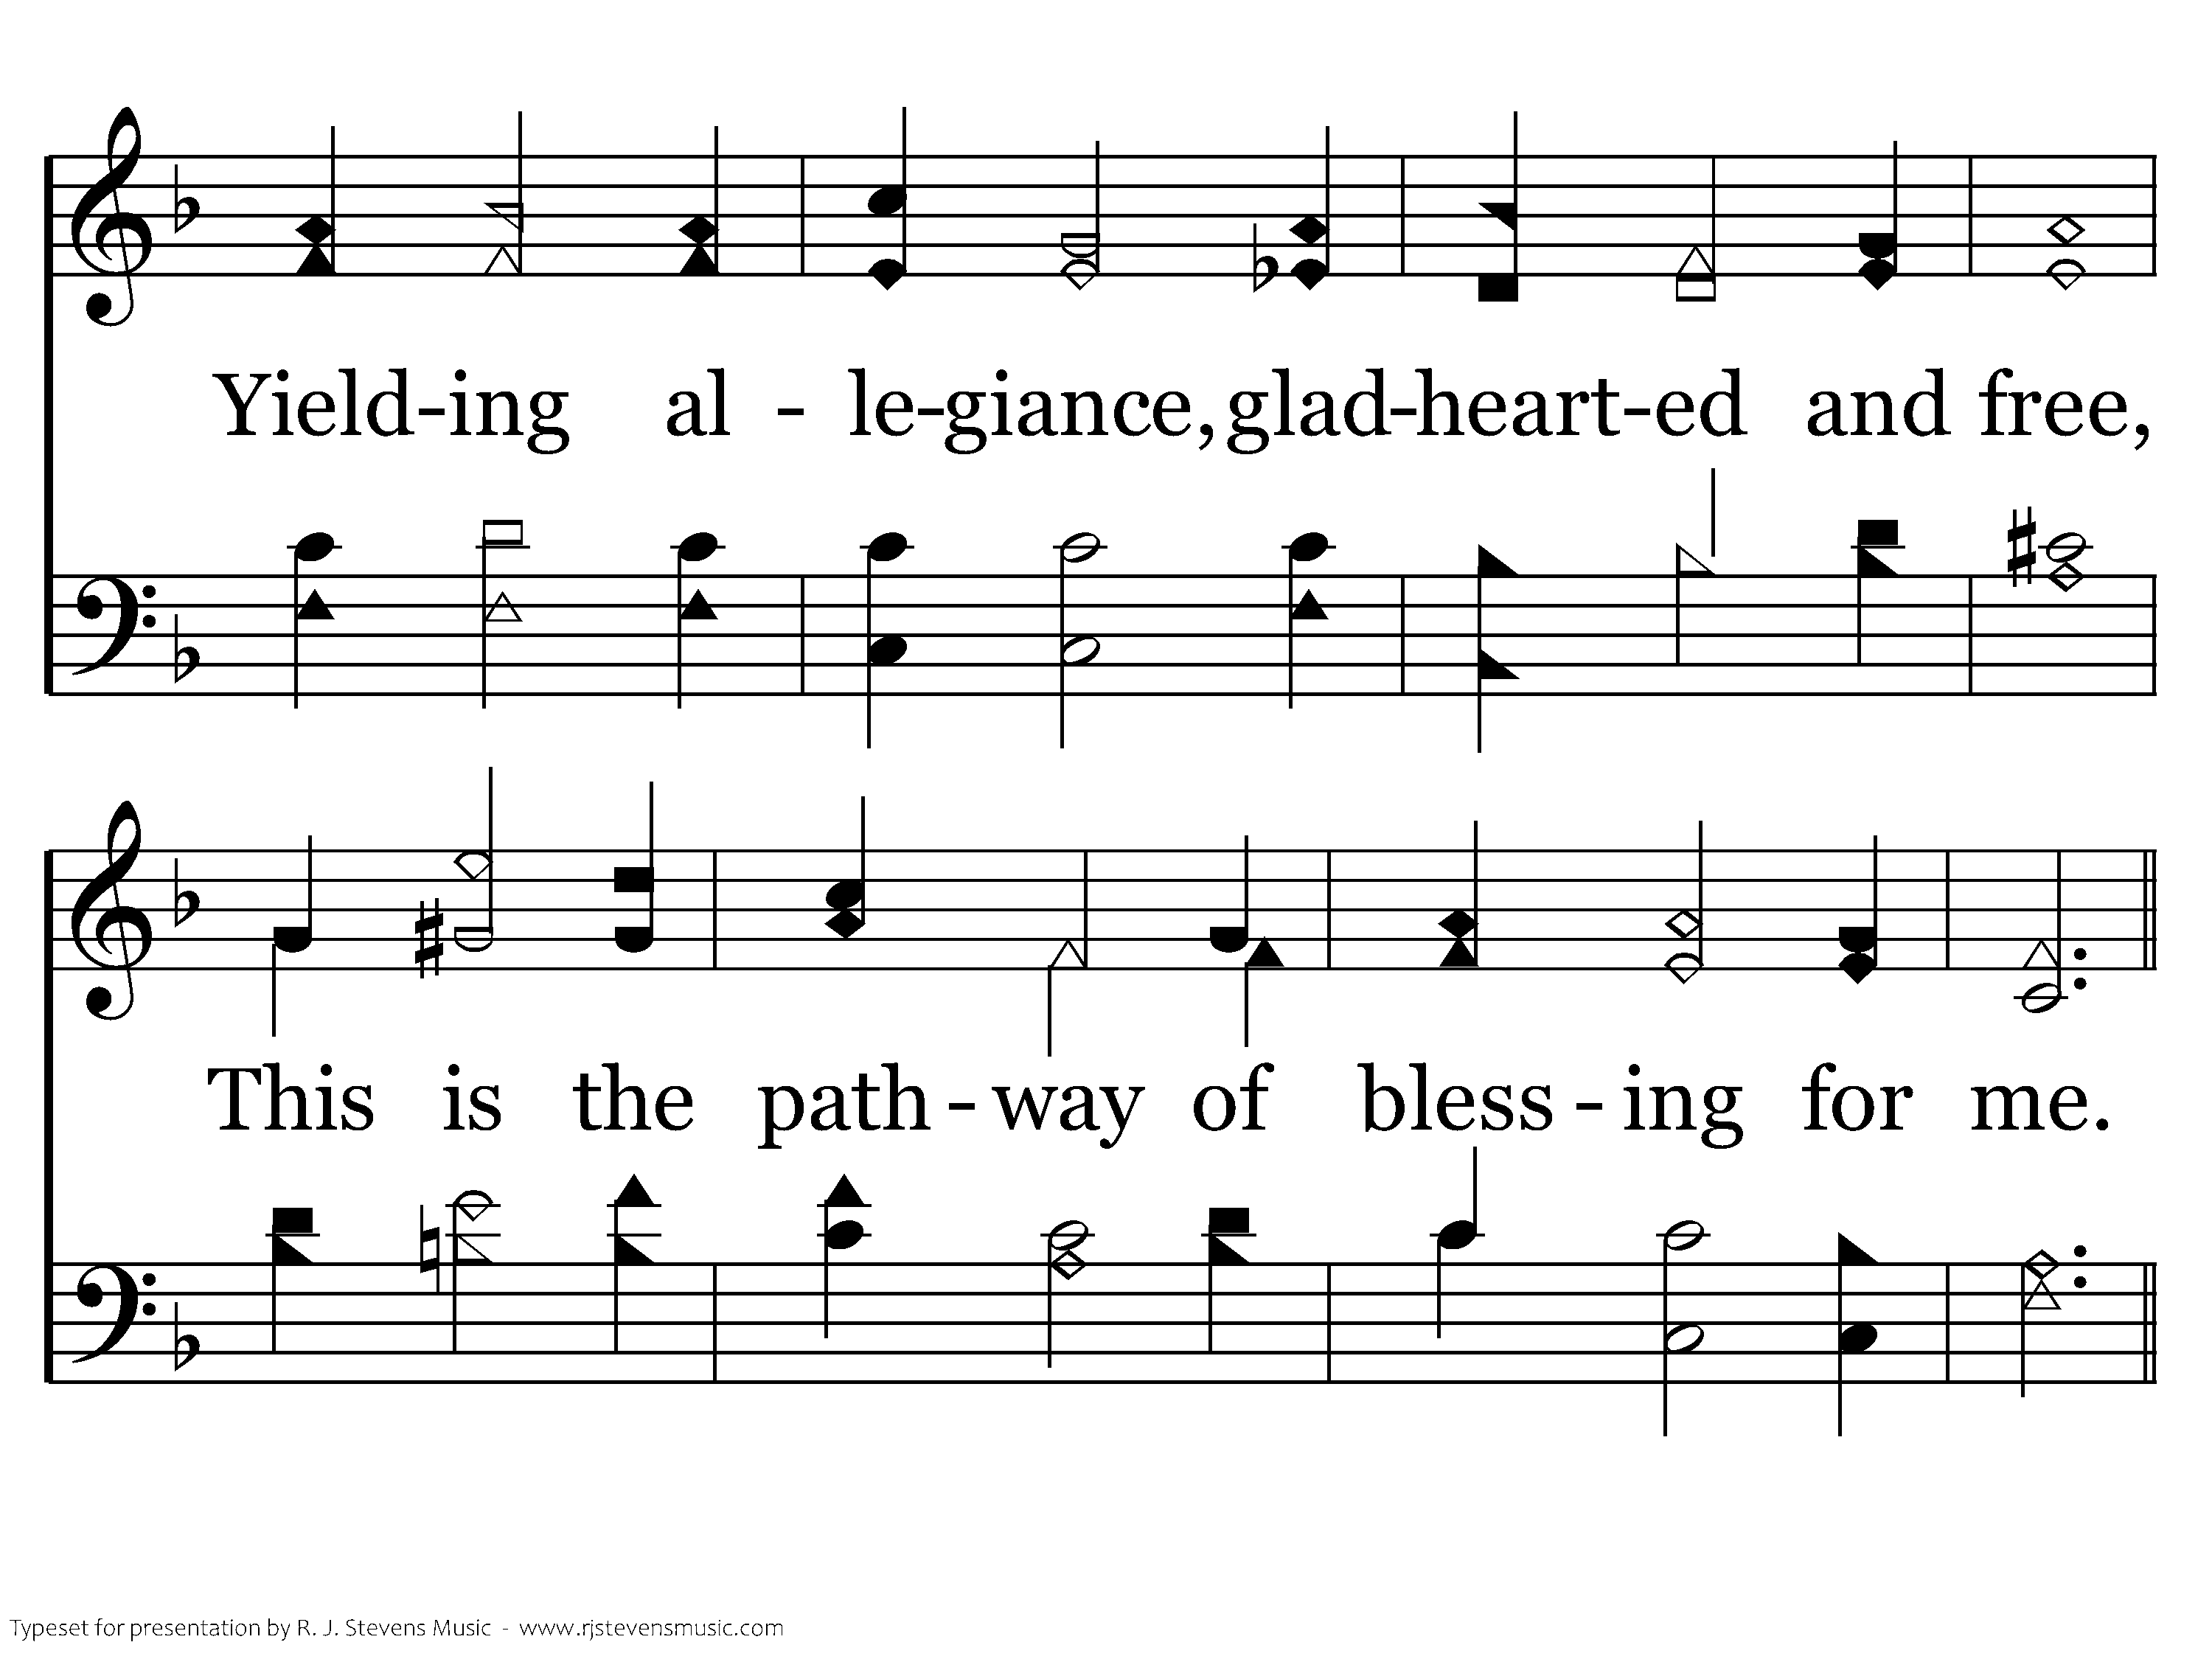 Yield-ing al - le-giance, glad-heart-ed and free,
This is the path - way of bless - ing for me.
Typeset for presentation by R. J. Stevens Music - www.rjstevensmusic.com